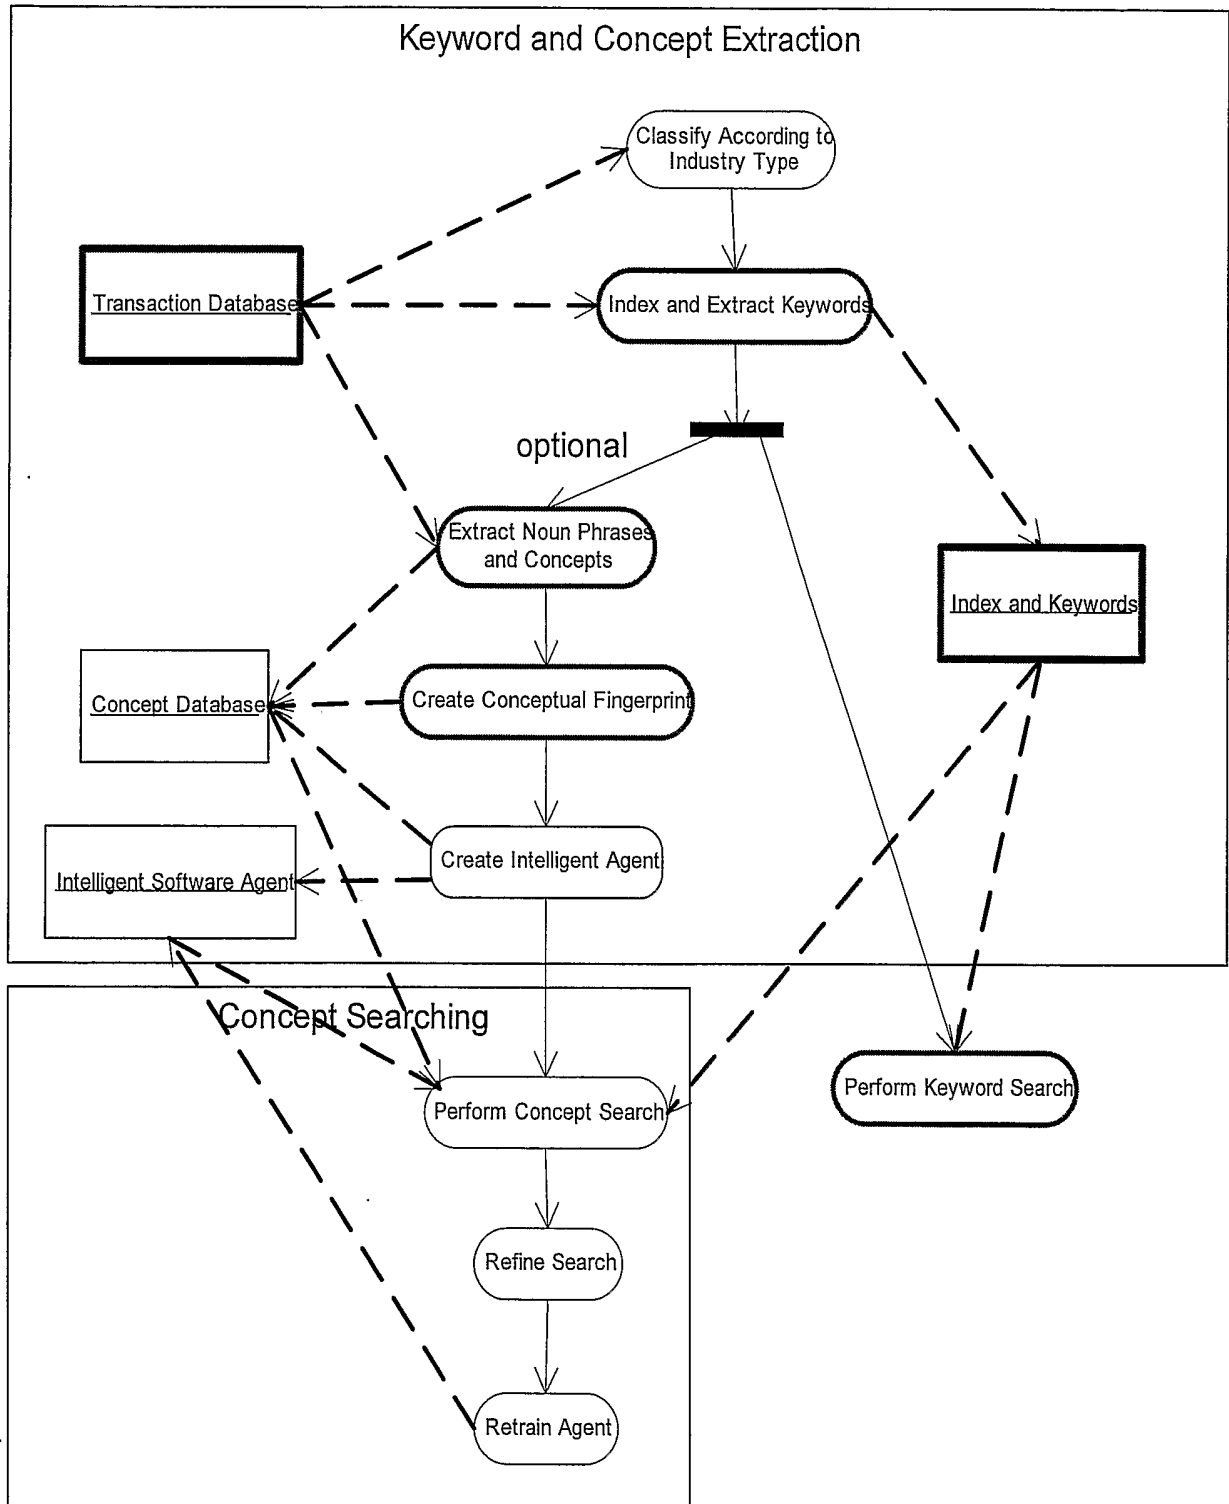 Keyword and Concept Extraction
Classify According to
Industry Type
Transaction Database
Index and Extract Keywords
optional
Extract Noun Phrases
and Concepts
Index and Keywords
Concept Database
Create Conceptual Fingerprint
Create Intelligent Agent
Intelligent Software Agent
Concept Searching
Perform Concept Search
Perform Keyword Search
Refine Search
Retrain Agent